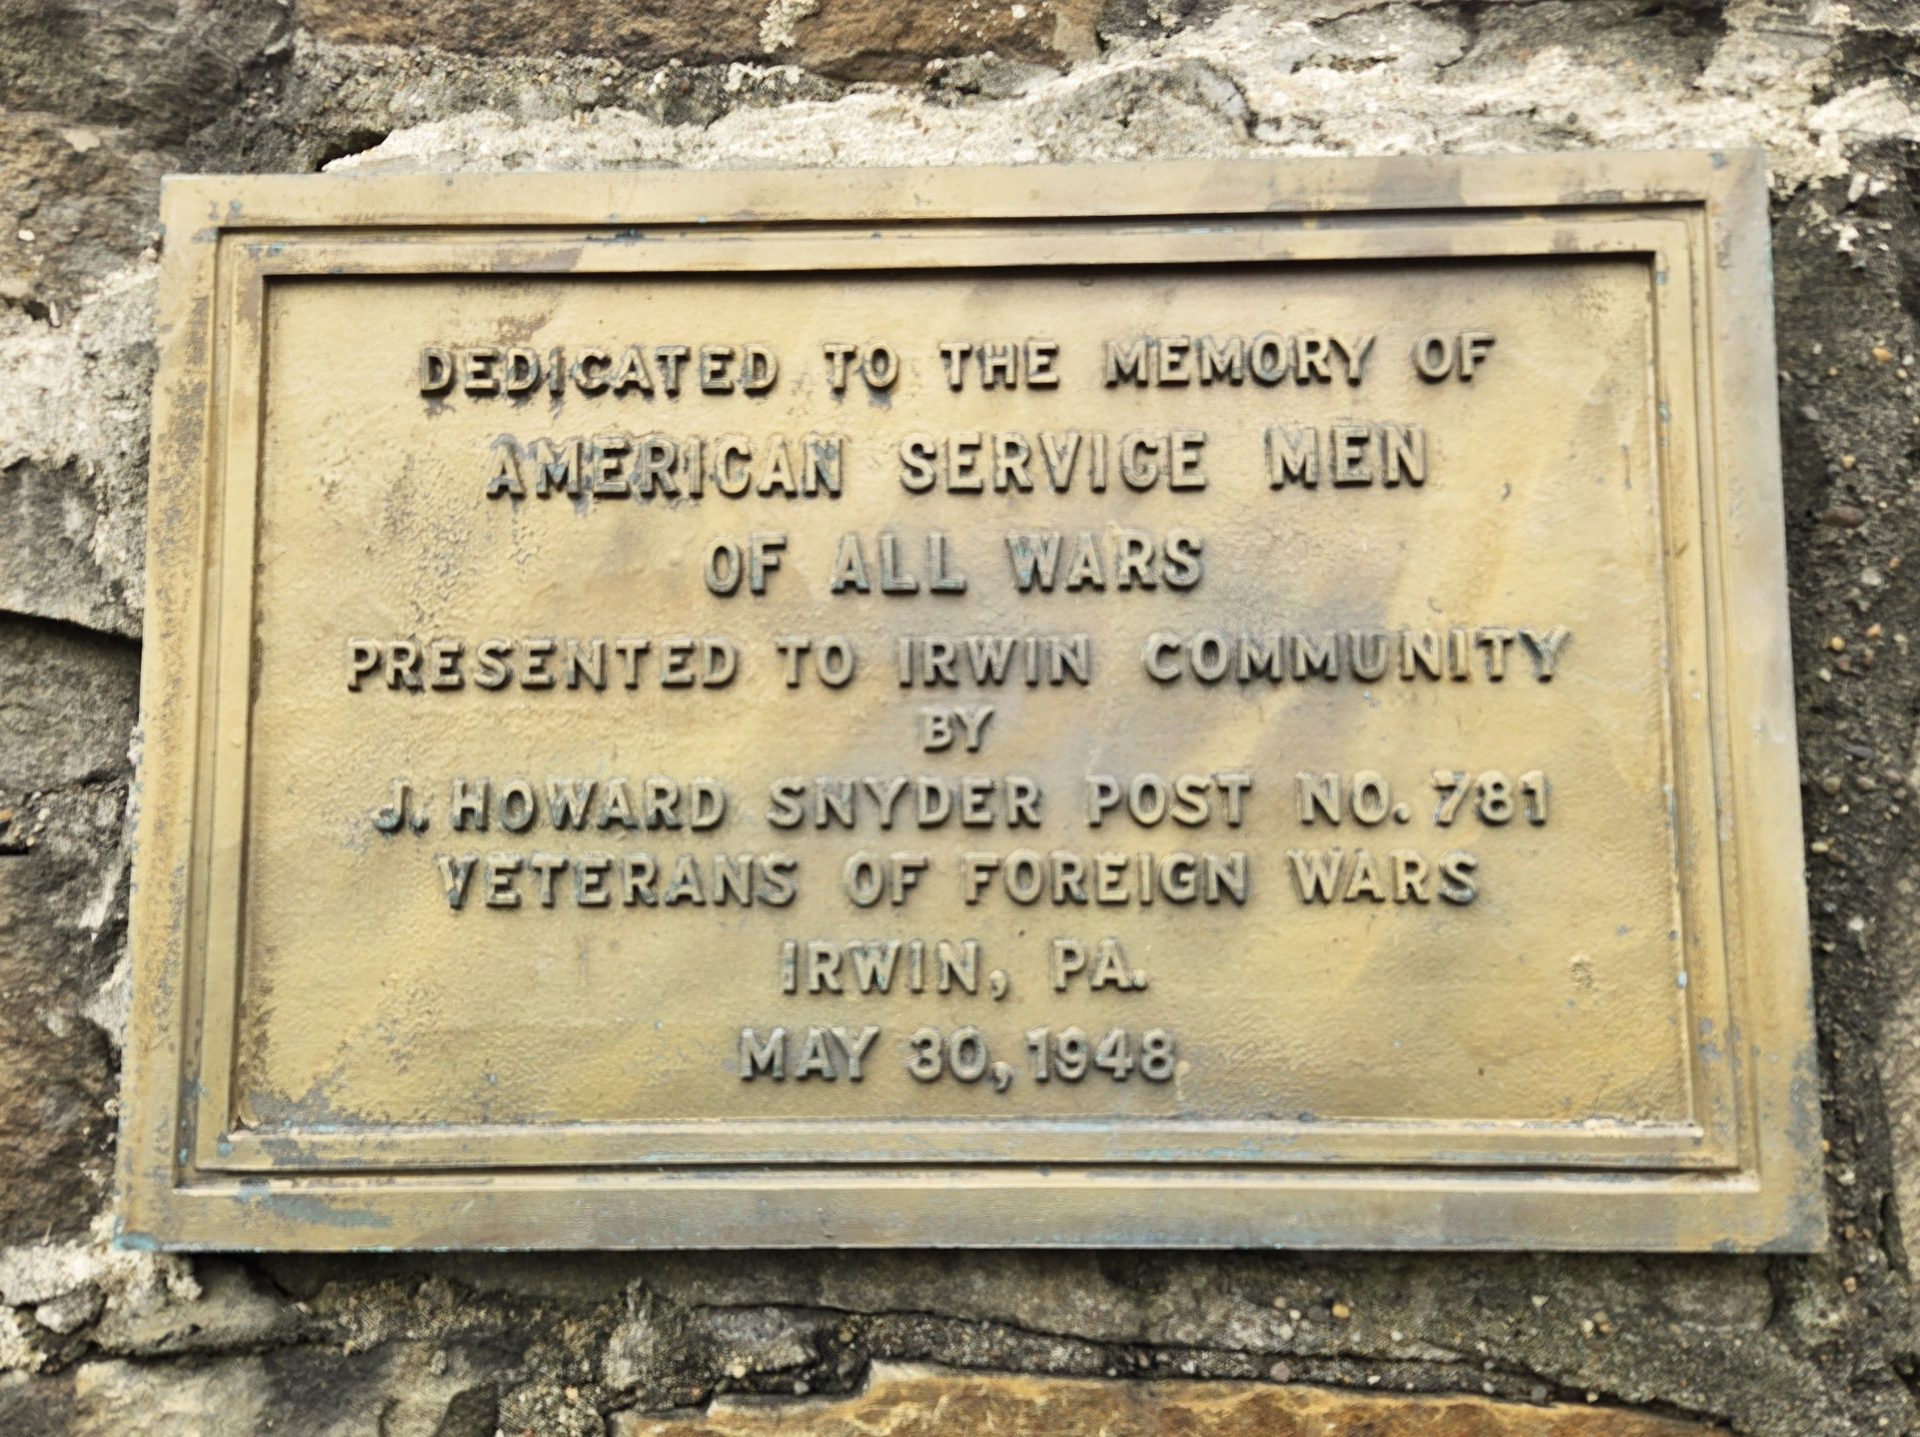 DEDICATED TO THE MEMORY OF
AMERICAN SERVICE MEN
OF ALL WARS
PRESENTED TO IRWIN COMMUNITY
BY
J. HOWARD SNYDER POST NO. 781
VETERANS OF FOREIGN WARS
IRWIN, PA.
MAY 30, 1948